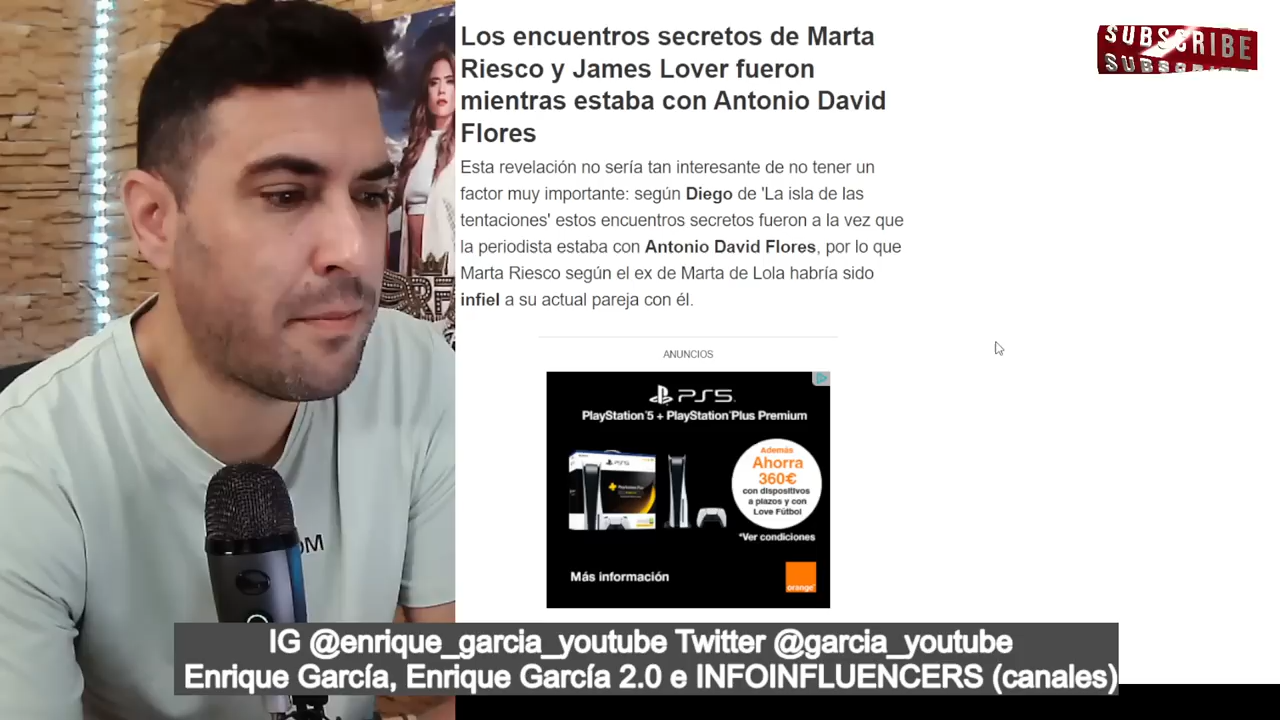 Los encuentros secretos de Marta
Riesco y James Lover fueron
mientras estaba con Antonio David
Flores
Esta revelación no sería tan interesante de no tener un
factor muy importante: según Diego de 'La isla de las
tentaciones' estos encuentros secretos fueron a la vez que
la periodista estaba con Antonio David Flores, por lo que
Marta Riesco según el ex de Marta de Lola habría sido
infiel a su actual pareja con él.
ANUNCIOS
PS5
PlayStation®5 + PlayStation®Plus Premium
Además
Ahorra
360€
con dispositivos
a plazos y con
Love Fútbol
*Ver condiciones
Más información
orange
SUBSCRIBE
IG @enrique_garcia_youtube Twitter @garcia_youtube
Enrique García, Enrique García 2.0 e INFOINFLUENCERS (canales)